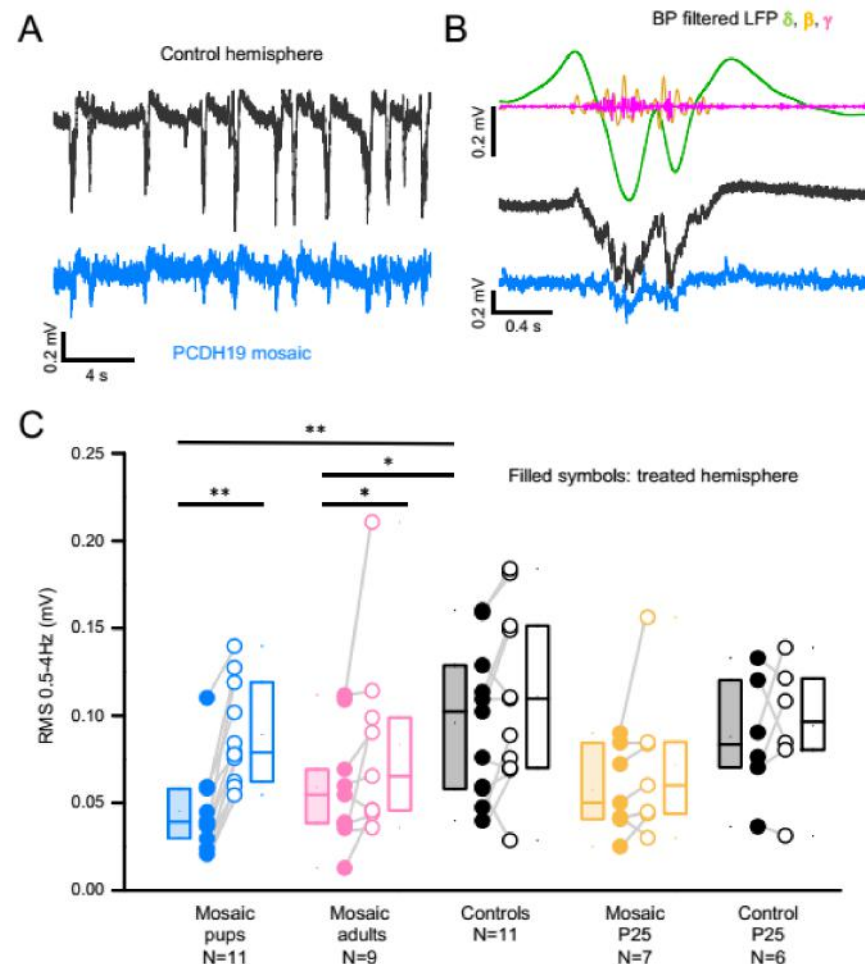 A
Control hemisphere
0.2 mV
4 s
PCDH19 mosaic
B
BP filtered LFP δ, β, γ
0.2 mV
0.2 mV
0.4 s
C
**
*
**
*
Filled symbols: treated hemisphere
RMS 0.5-4Hz (mV)
0.25
0.20
0.15
0.10
0.05
0.00
Mosaic
pups
N=11
Mosaic
adults
N=9
Controls
N=11
Mosaic
P25
N=7
Control
P25
N=6